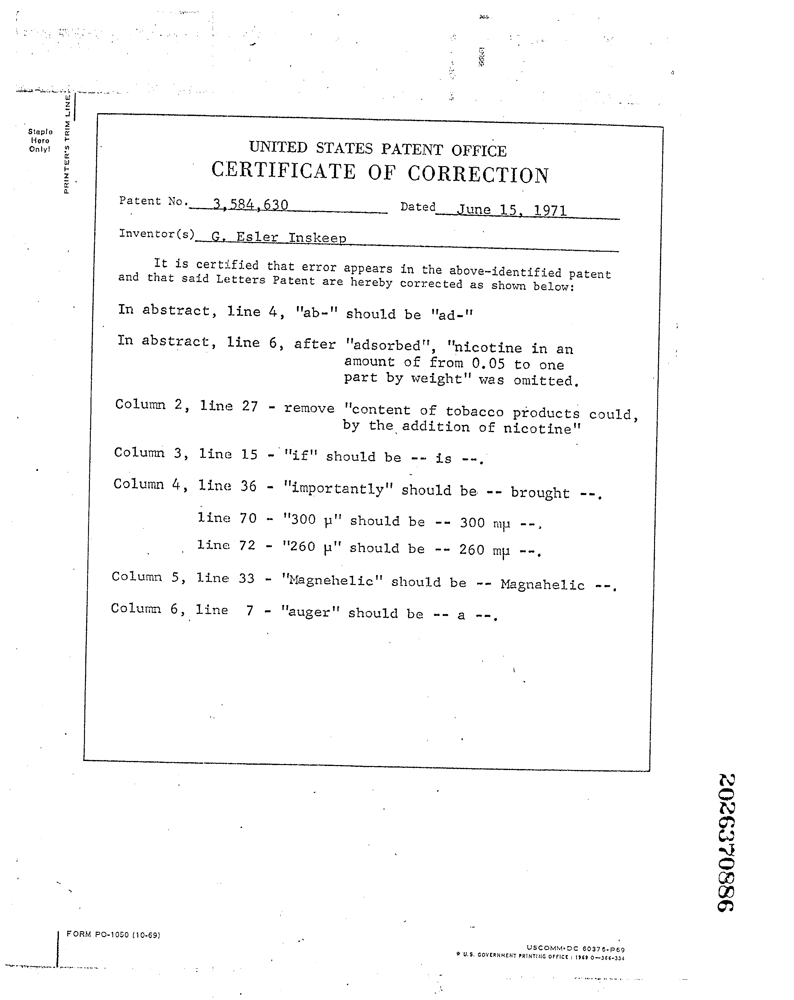 Staple
Here
Only!
PRINTER'S TRIM LINE
UNITED STATES PATENT OFFICE
CERTIFICATE OF CORRECTION
Patent No. 3,584,630 Dated June 15, 1971
Inventor(s) G. Esler Inskeep
It is certified that error appears in the above-identified patent
and that said Letters Patent are hereby corrected as shown below:
In abstract, line 4, "ab-" should be "ad-"
In abstract, line 6, after "adsorbed", "nicotine in an
amount of from 0.05 to one
part by weight" was omitted.
Column 2, line 27 - remove "content of tobacco products could,
by the addition of nicotine"
Column 3, line 15 - "if" should be -- is --.
Column 4, line 36 - "importantly" should be -- brought --.
line 70 - "300 µ" should be -- 300 mµ --.
line 72 - "260 µ" should be -- 260 mµ --.
Column 5, line 33 - "Magnehelic" should be -- Magnahelic --.
Column 6, line 7 - "auger" should be -- a --.
2026370886
FORM PO-1050 (10-69)
USCOMM-DC 60376-P69
U.S. GOVERNMENT PRINTING OFFICE : 1969 O-366-334